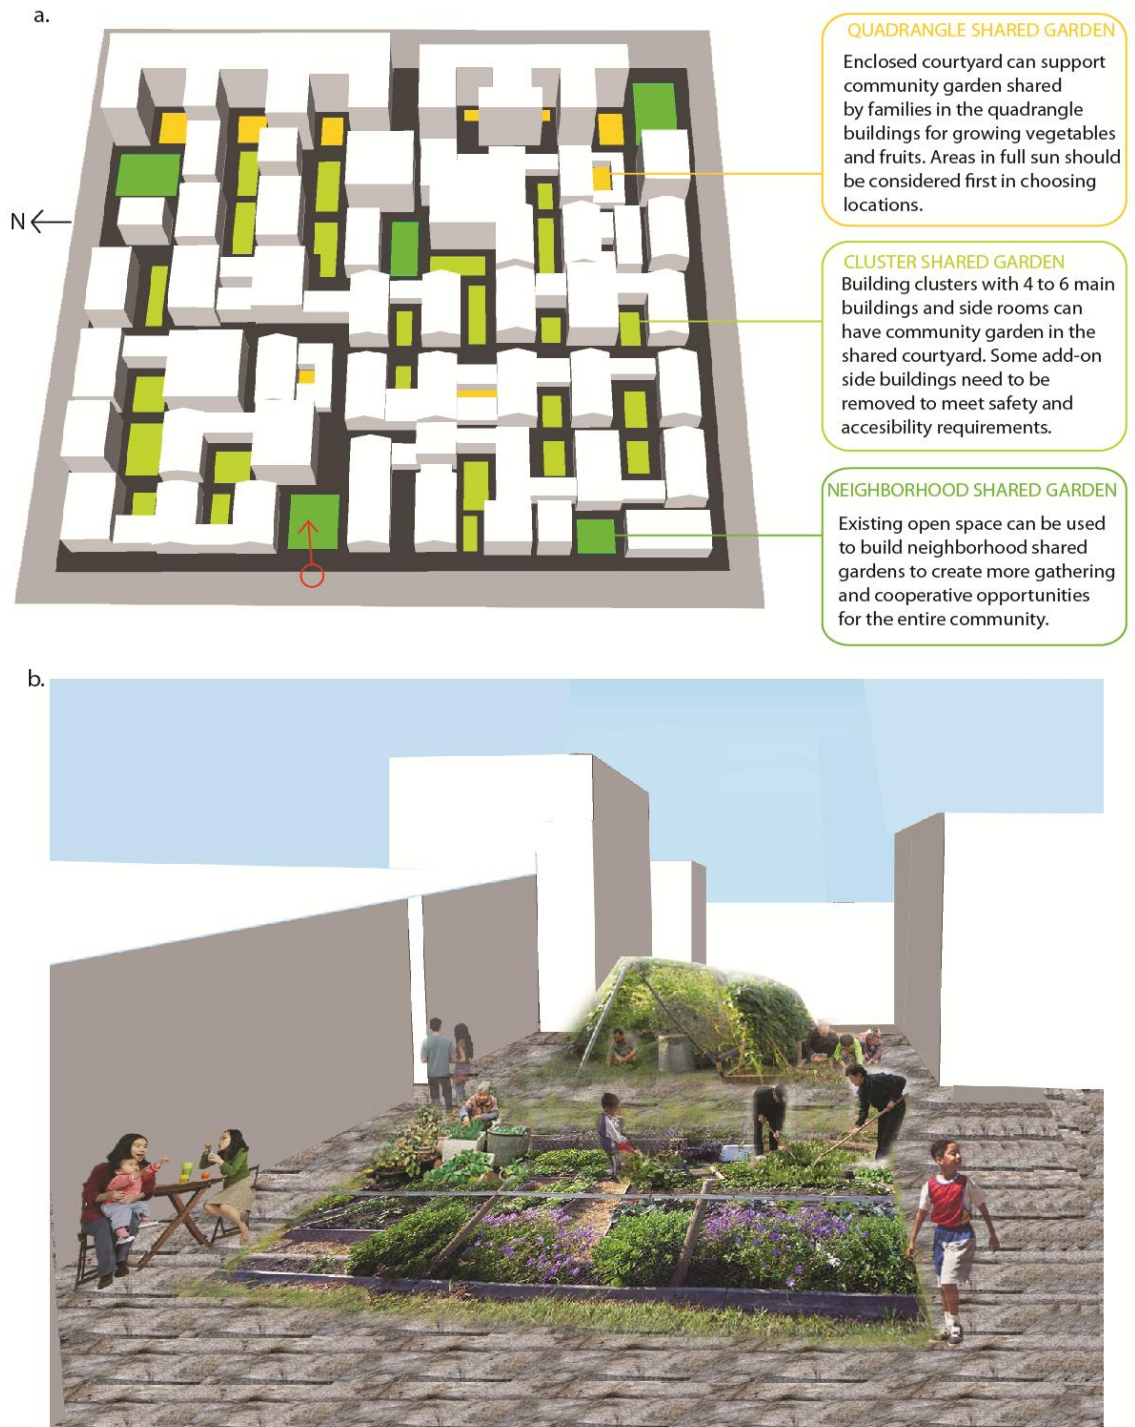 a.
QUADRANGLE SHARED GARDEN
Enclosed courtyard can support
community garden shared
by families in the quadrangle
buildings for growing vegetables
and fruits. Areas in full sun should
be considered first in choosing
locations.
N
CLUSTER SHARED GARDEN
Building clusters with 4 to 6 main
buildings and side rooms can
have community garden in the
shared courtyard. Some add-on
side buildings need to be
removed to meet safety and
accesibility requirements.
NEIGHBORHOOD SHARED GARDEN
Existing open space can be used
to build neighborhood shared
gardens to create more gathering
and cooperative opportunities
for the entire community.
b.